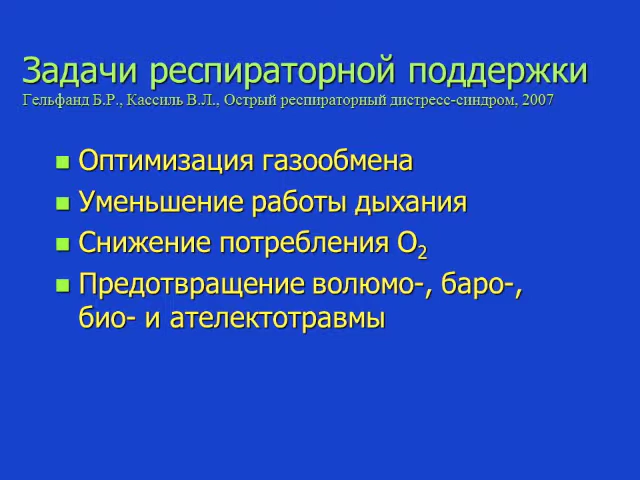 Задачи респираторной поддержки
Гельфанд Б.Р., Кассиль В.Л., Острый респираторный дистресс-синдром, 2007
Оптимизация газообмена
Уменьшение работы дыхания
Снижение потребления O2
Предотвращение волюмо-, баро-,
био- и ателектотравмы